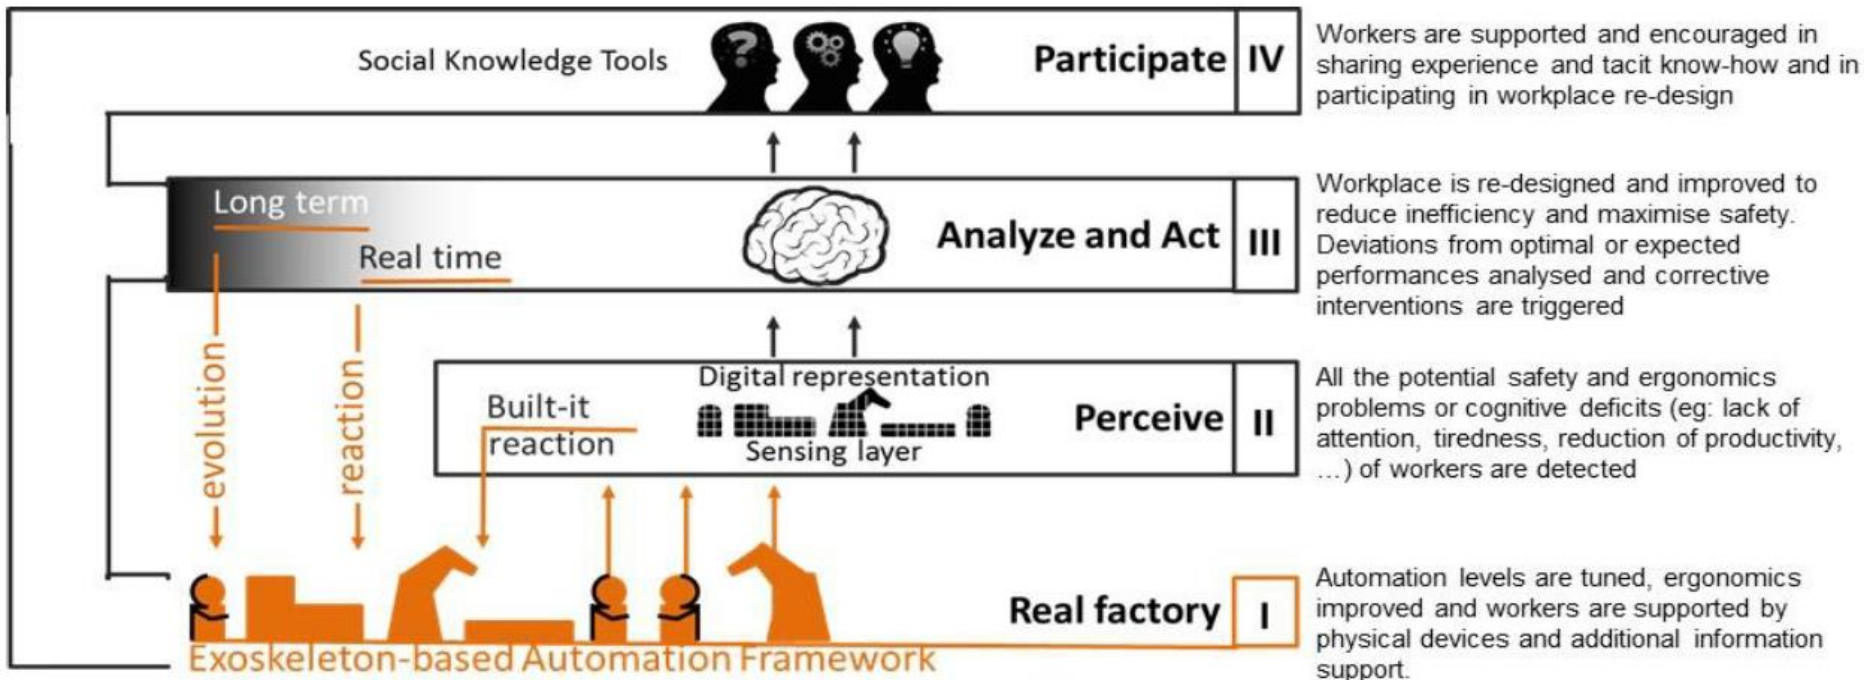 Social Knowledge Tools
Participate
IV
Workers are supported and encouraged in
sharing experience and tacit know-how and in
participating in workplace re-design
Long term
Real time
Analyze and Act
III
Workplace is re-designed and improved to
reduce inefficiency and maximise safety.
Deviations from optimal or expected
performances analysed and corrective
interventions are triggered
evolution
reaction
Built-it
reaction
Digital representation
Sensing layer
Perceive
II
All the potential safety and ergonomics
problems or cognitive deficits (eg: lack of
attention, tiredness, reduction of productivity,
...) of workers are detected
Real factory
I
Automation levels are tuned, ergonomics
improved and workers are supported by
physical devices and additional information
support.
Exoskeleton-based Automation Framework